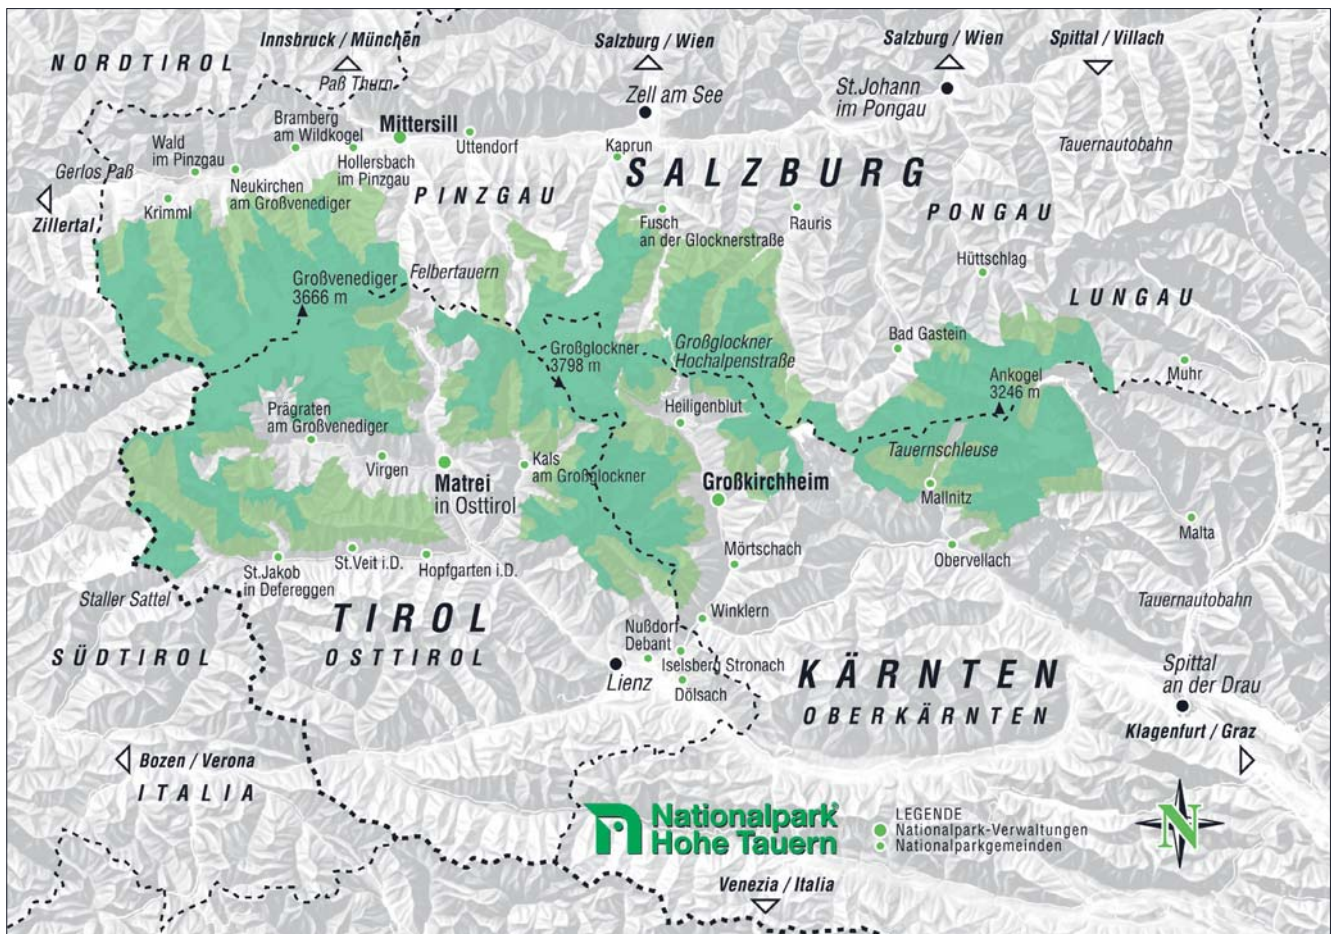 Innsbruck / München
Salzburg / Wien
Salzburg / Wien
Spittal / Villach
NORDTIROL
Paß Thurn
Zell am See
St.Johann
im Pongau
Bramberg
am Wildkogel
Mittersill
Wald
im Pinzgau
Uttendorf
Kaprun
Tauernautobahn
Gerlos Paß
Hollersbach
im Pinzgau
SALZBURG
Neukirchen
am Großvenediger
PINZGAU
Zillertal
Krimml
Fusch
an der Glocknerstraße
Rauris
PONGAU
Hüttschlag
Großvenediger
3666 m
Felbertauern
LUNGAU
Großglockner
3798 m
Großglockner
Hochalpenstraße
Bad Gastein
Muhr
Ankogel
3246 m
Prägraten
am Großvenediger
Heiligenblut
Tauernschleuse
Virgen
Matrei
in Osttirol
Kals
am Großglockner
Großkirchheim
Mallnitz
Malta
St.Jakob
in Defereggen
St.Veit i.D.
Hopfgarten i.D.
Mörtschach
Obervellach
Staller Sattel
TIROL
OSTTIROL
Winklern
Tauernautobahn
SÜDTIROL
Nußdorf
Debant
Iselsberg Stronach
Lienz
Dölsach
KÄRNTEN
OBERKÄRNTEN
Spittal
an der Drau
Klagenfurt / Graz
Bozen / Verona
ITALIA
Nationalpark®
Hohe Tauern
LEGENDE
Nationalpark-Verwaltungen
Nationalparkgemeinden
N
Venezia / Italia